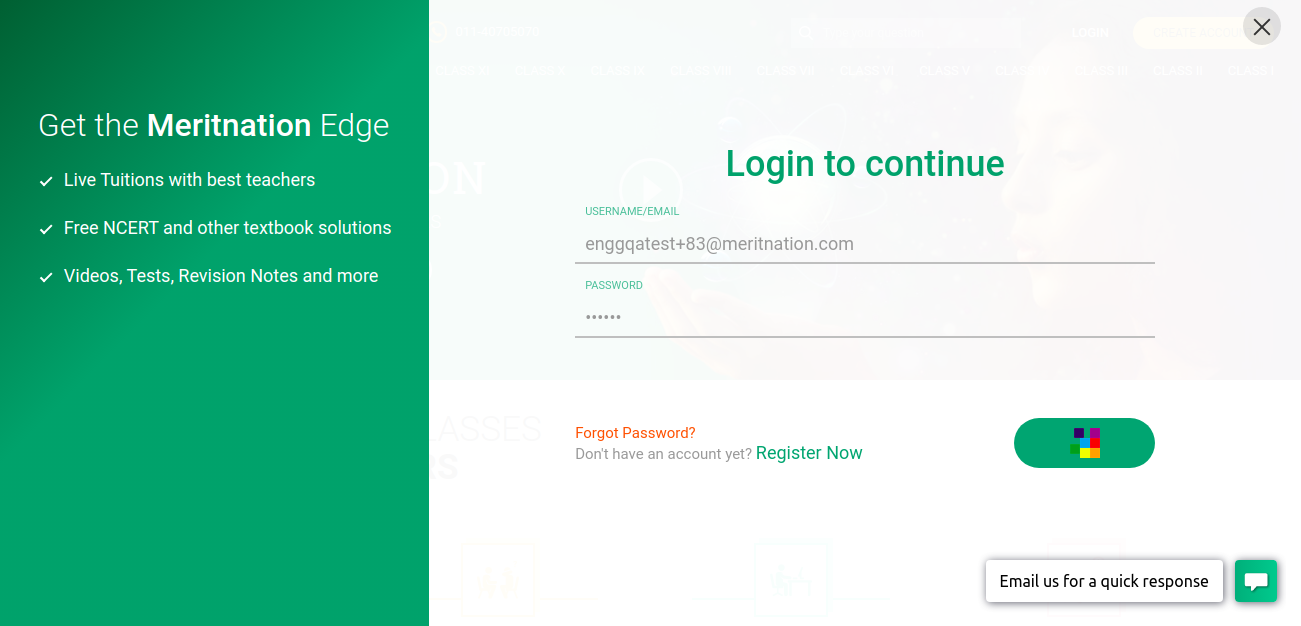 Get the Meritnation Edge
Live Tuitions with best teachers
Free NCERT and other textbook solutions
Videos, Tests, Revision Notes and more
LOGIN
CLASS XI CLASS X CLASS IX CLASS VIII CLASS VII CLASS VI CLASS V CLASS III CLASS II CLASS I
ON
Login to continue
USERNAME/EMAIL
enggqatest+83@meritnation.com
PASSWORD
••••••
LASSES
RS
Forgot Password?
Don't have an account yet? Register Now
Email us for a quick response